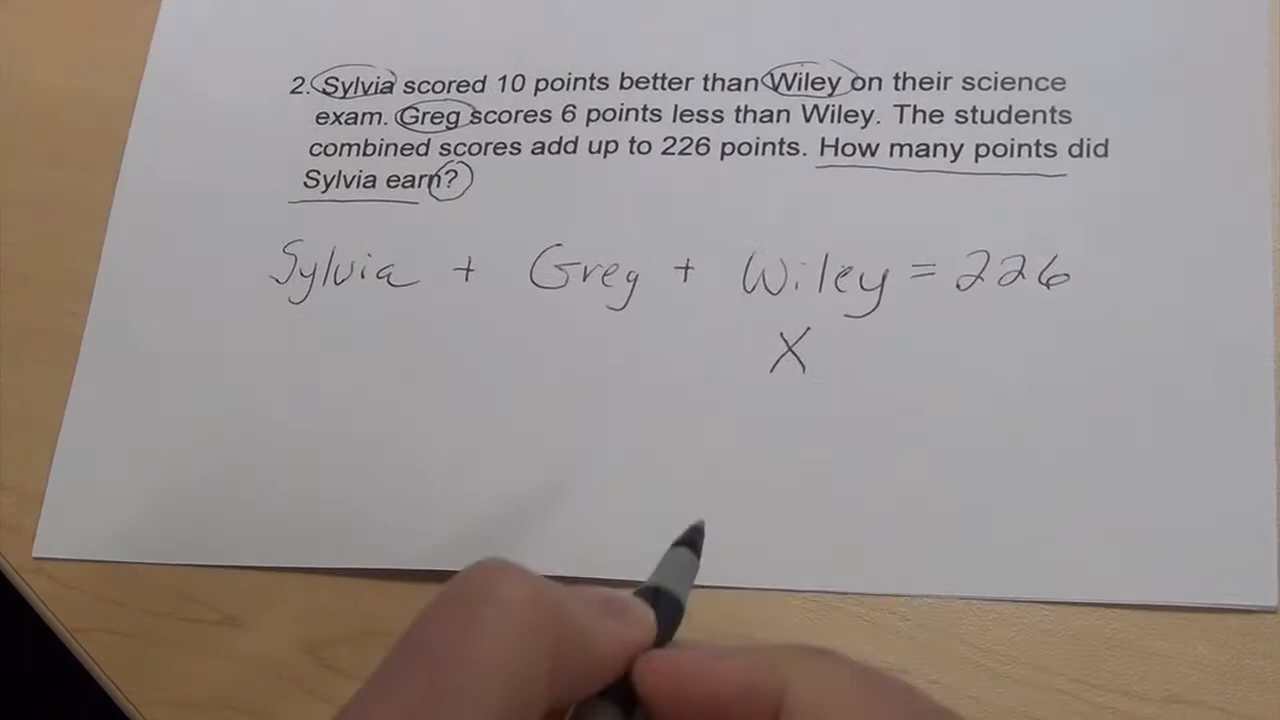 2. Sylvia scored 10 points better than Wiley on their science
exam. Greg scores 6 points less than Wiley. The students
combined scores add up to 226 points. How many points did
Sylvia earn?
Sylvia + Greg + Wiley = 226
X